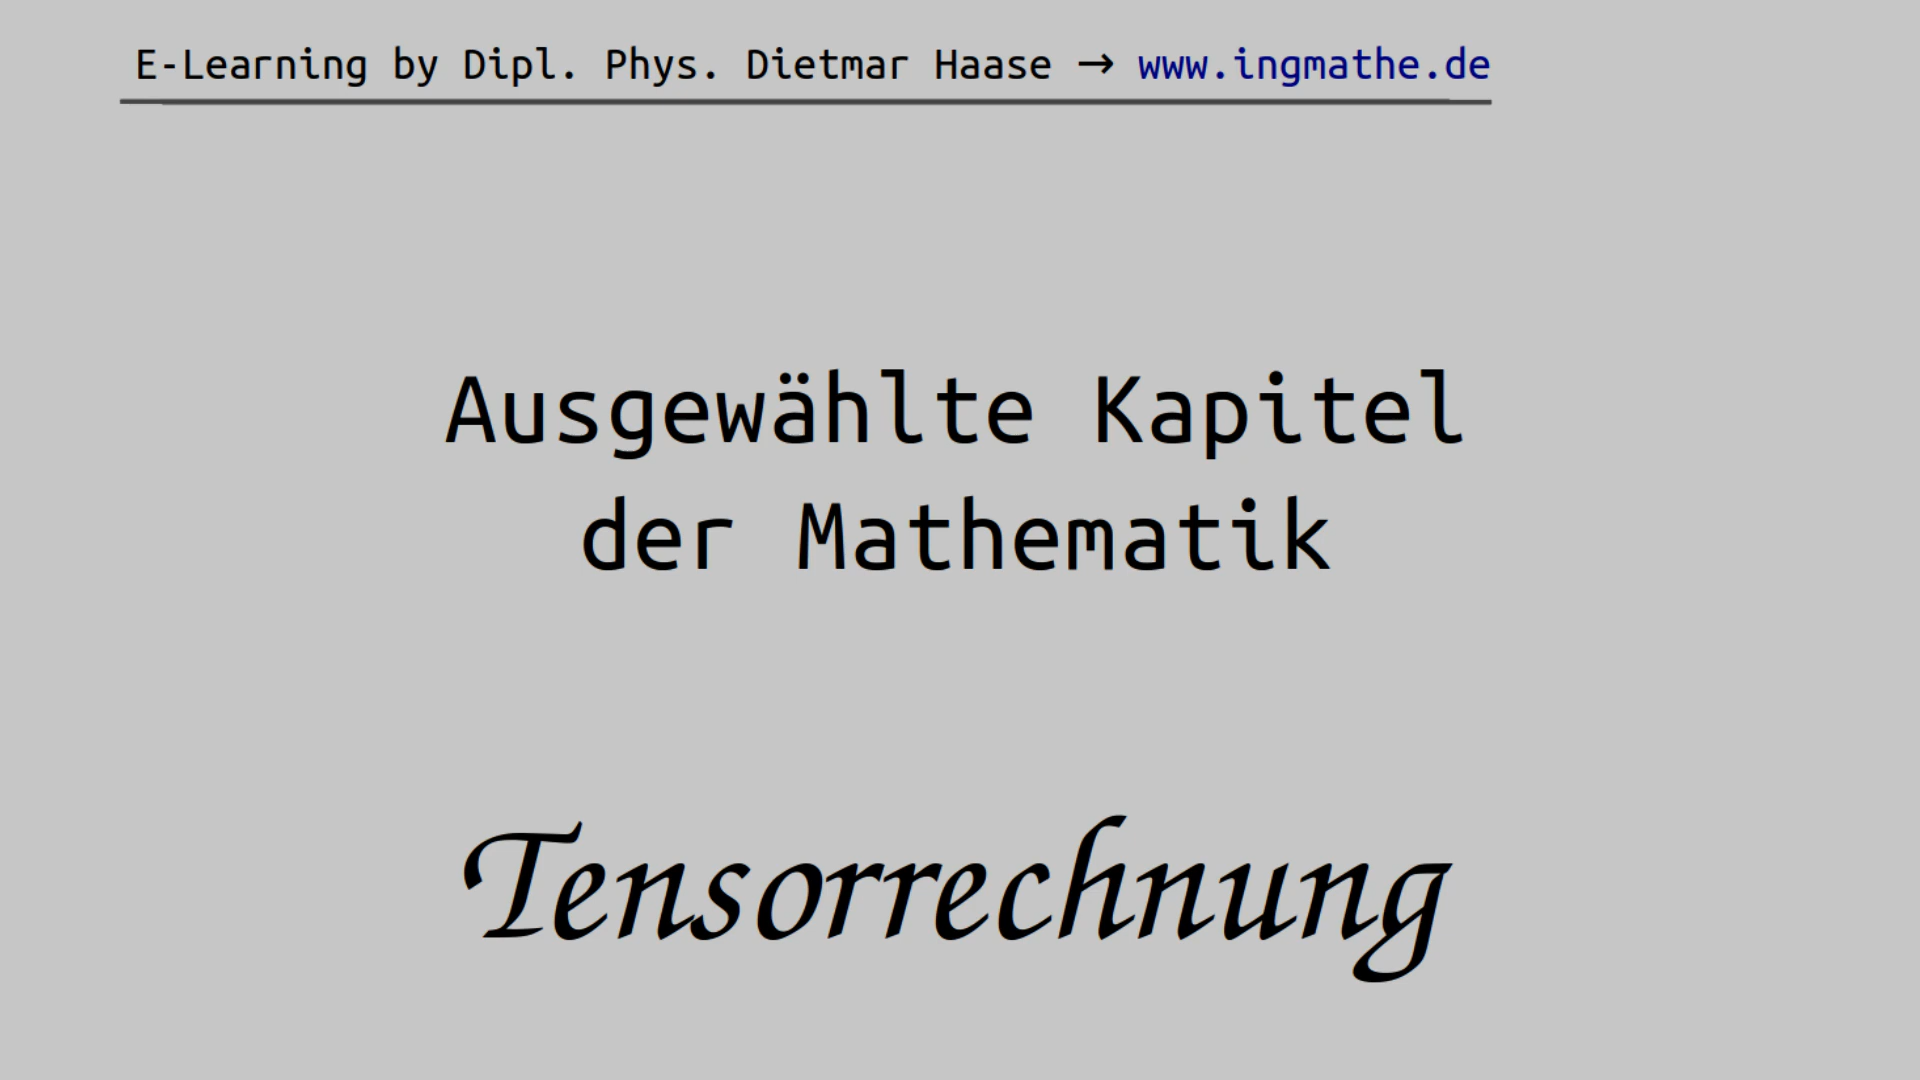 E-Learning by Dipl. Phys. Dietmar Haase → www.ingmathe.de
Ausgewählte Kapitel
der Mathematik
Tensorrechnung